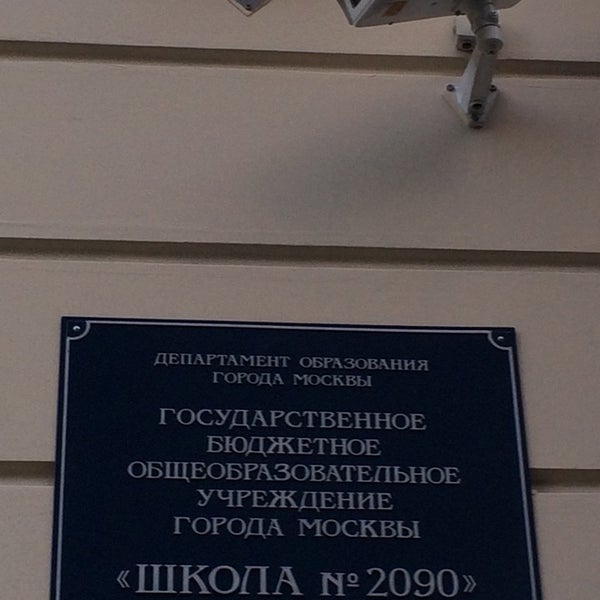 ДЕПАРТАМЕНТ ОБРАЗОВАНИЯ
ГОРОДА МОСКВЫ
ГОСУДАРСТВЕННОЕ
БЮДЖЕТНОЕ
ОБЩЕОБРАЗОВАТЕЛЬНОЕ
УЧРЕЖДЕНИЕ
ГОРОДА МОСКВЫ
«ШКОЛА № 2090»